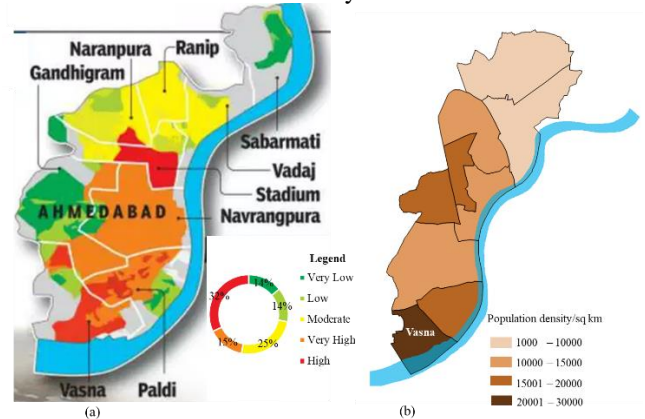 Naranpura
Ranip
Gandhigram
Sabarmati
Vadaj
Stadium
Navrangpura
AHMEDABAD
Legend
Very Low
Low
Moderate
Very High
High
32%
14%
14%
15%
25%
Vasna
Paldi
(a)
Vasna
Population density/sq km
1000 – 10000
10000 - 15000
15001 - 20000
20001 - 30000
(b)